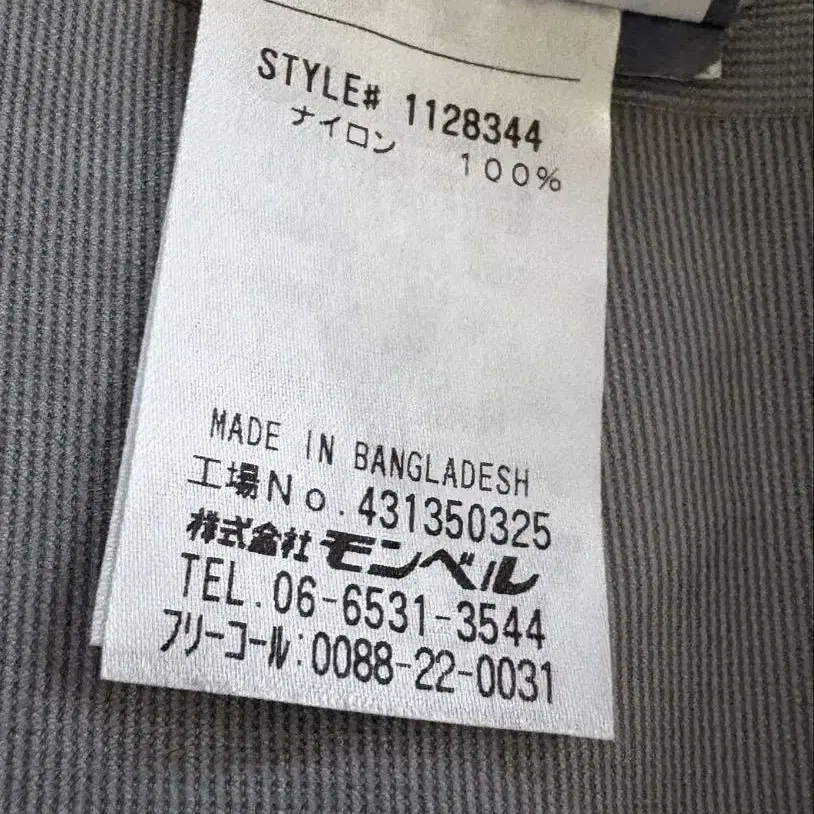 STYLE# 1128344
ナイロン 100%
MADE IN BANGLADESH
工場No.431350325
株式会社モンベル
TEL.06-6531-3544
フリーコール:0088-22-0031